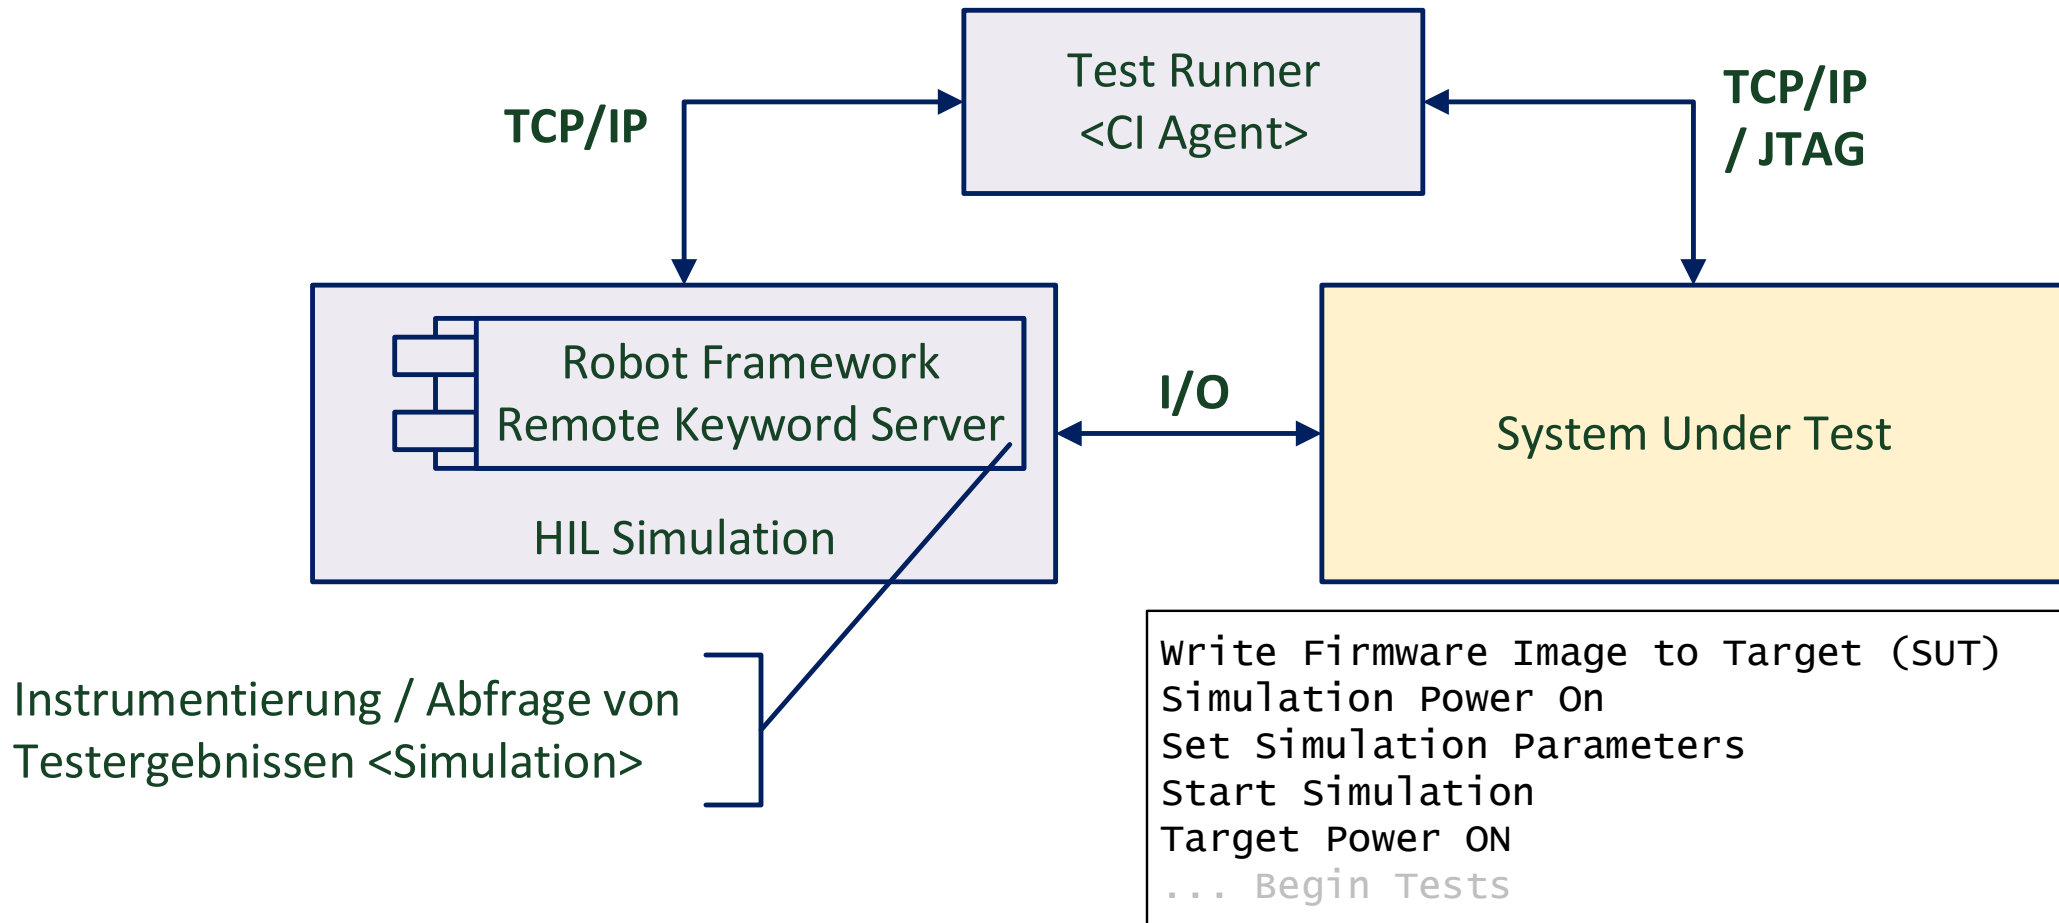 Test Runner
<CI Agent>
TCP/IP
TCP/IP
/ JTAG
Robot Framework
Remote Keyword Server
HIL Simulation
I/O
System Under Test
Instrumentierung / Abfrage von
Testergebnissen <Simulation>
Write Firmware Image to Target (SUT)
Simulation Power On
Set Simulation Parameters
Start Simulation
Target Power ON
... Begin Tests